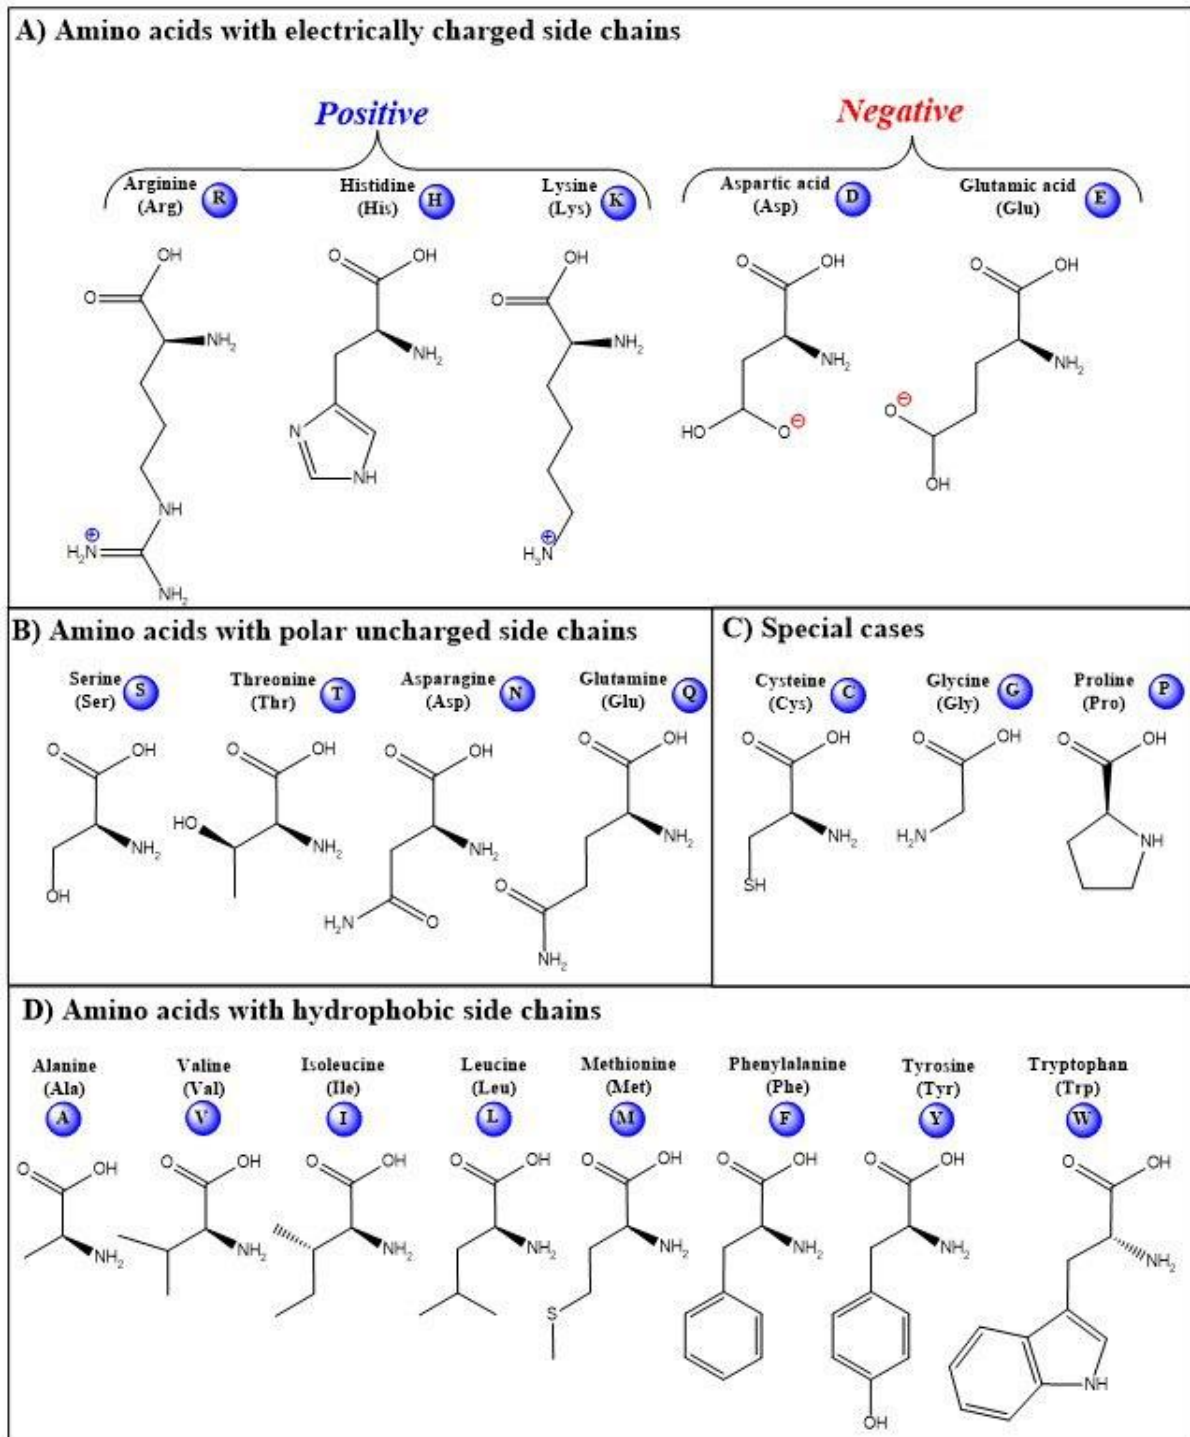 A) Amino acids with electrically charged side chains
Positive
Negative
Arginine
(Arg)
R
Histidine
(His)
H
Lysine
(Lys)
K
Aspartic acid
(Asp)
D
Glutamic acid
(Glu)
E
OH
O
NH2
NH
⊕
H2N
NH2
O
OH
NH2
N
NH
OH
O
NH2
⊕
H3N
O
OH
NH2
HO
O⊖
O
OH
NH2
O⊖
OH
B) Amino acids with polar uncharged side chains
Serine
(Ser)
S
Threonine
(Thr)
T
Asparagine
(Asp)
N
Glutamine
(Glu)
Q
O
OH
NH2
OH
O
OH
HO
NH2
O
OH
NH2
H2N
O
O
OH
NH2
O
NH2
C) Special cases
Cysteine
(Cys)
C
Glycine
(Gly)
G
Proline
(Pro)
P
O
OH
NH2
SH
O
OH
H2N
O
OH
NH
D) Amino acids with hydrophobic side chains
Alanine
(Ala)
A
Valine
(Val)
V
Isoleucine
(Ile)
I
Leucine
(Leu)
L
Methionine
(Met)
M
Phenylalanine
(Phe)
F
Tyrosine
(Tyr)
Y
Tryptophan
(Trp)
W
O
OH
NH2
O
OH
NH2
O
OH
NH2
O
OH
NH2
O
OH
NH2
S
O
OH
NH2
O
OH
NH2
OH
O
OH
NH2
NH